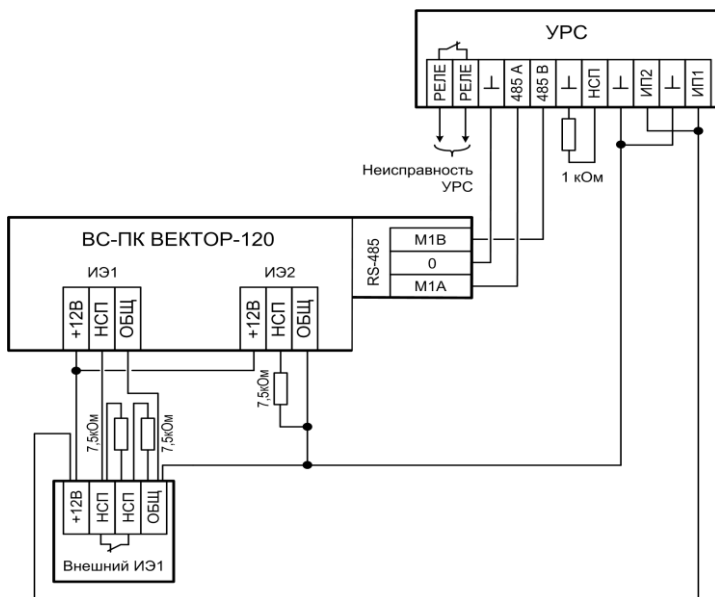 УРС
РЕЛЕ
РЕЛЕ
⊥
485 А
485 В
⊥
НСП
⊥
ИП2
⊥
ИП1
Неисправность
УРС
1 кОм
ВС-ПК ВЕКТОР-120
ИЭ1
ИЭ2
+12В
НСП
ОБЩ
+12В
НСП
ОБЩ
RS-485
М1В
0
М1А
7,5кОм
7,5кОм
7,5кОм
+12В
НСП
НСП
ОБЩ
Внешний ИЭ1